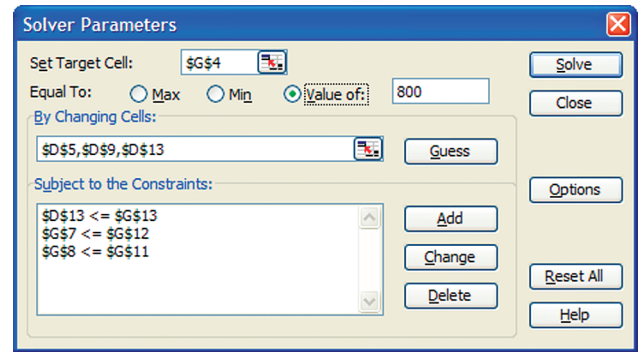 Solver Parameters
Set Target Cell: $G$4 Solve
Equal To: Max Min Value of: 800 Close
By Changing Cells:
$D$5,$D$9,$D$13 Guess
Subject to the Constraints: Options
$D$13 <= $G$13 Add
$G$7 <= $G$12
$G$8 <= $G$11 Change
Reset All
Delete
Help